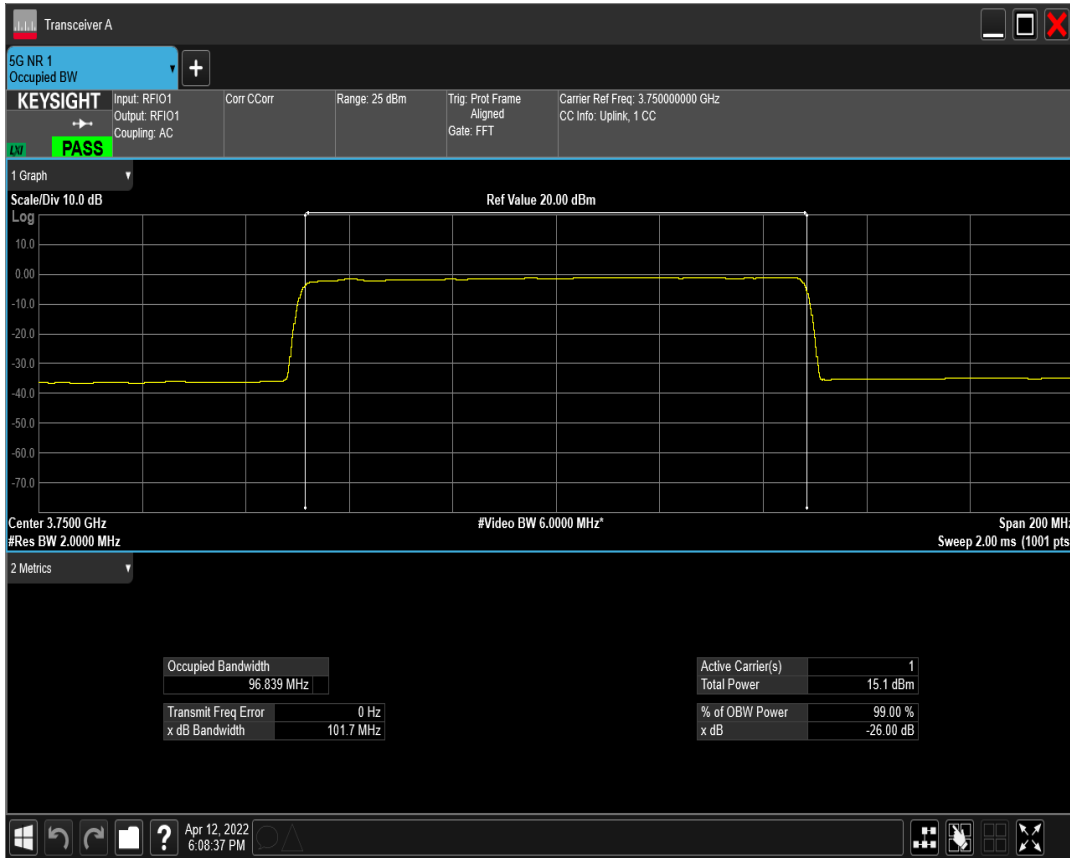 Transceiver A
5G NR 1
Occupied BW
KEYSIGHT
LXI
PASS
Input: RFIO1
Output: RFIO1
Coupling: AC
Corr CCorr
Range: 25 dBm
Trig: Prot Frame
Aligned
Gate: FFT
Carrier Ref Freq: 3.750000000 GHz
CC Info: Uplink, 1 CC
1 Graph
Scale/Div 10.0 dB
Ref Value 20.00 dBm
Log
10.0
0.00
-10.0
-20.0
-30.0
-40.0
-50.0
-60.0
-70.0
Center 3.7500 GHz
#Video BW 6.0000 MHz*
Span 200 MHz
#Res BW 2.0000 MHz
Sweep 2.00 ms (1001 pts
2 Metrics
Occupied Bandwidth
96.839 MHz
Transmit Freq Error 0 Hz
x dB Bandwidth 101.7 MHz
Active Carrier(s) 1
Total Power 15.1 dBm
% of OBW Power 99.00 %
x dB -26.00 dB
?
Apr 12, 2022
6:08:37 PM